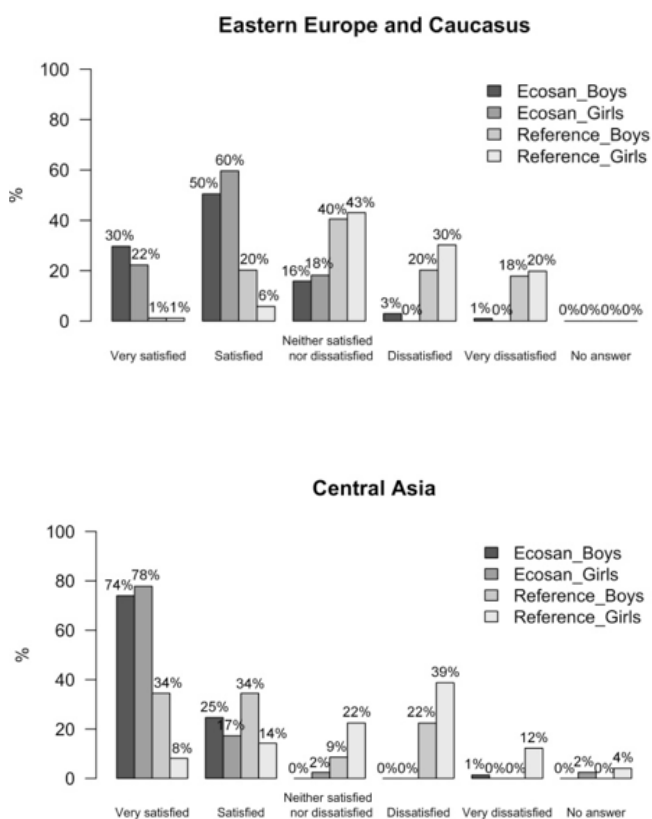 Eastern Europe and Caucasus
100
80
60
40
20
0
%
Ecosan_Boys
Ecosan_Girls
Reference_Boys
Reference_Girls
30%
22%
1%
1%
50%
60%
20%
6%
16%
18%
40%
43%
3%
0%
20%
30%
1%
0%
18%
20%
0%
0%
0%
0%
Very satisfied
Satisfied
Neither satisfied
nor dissatisfied
Dissatisfied
Very dissatisfied
No answer
Central Asia
100
80
60
40
20
0
%
Ecosan_Boys
Ecosan_Girls
Reference_Boys
Reference_Girls
74%
78%
34%
8%
25%
17%
34%
14%
0%
2%
9%
22%
0%
0%
22%
39%
1%
0%
0%
12%
0%
2%
0%
4%
Very satisfied
Satisfied
Neither satisfied
nor dissatisfied
Dissatisfied
Very dissatisfied
No answer